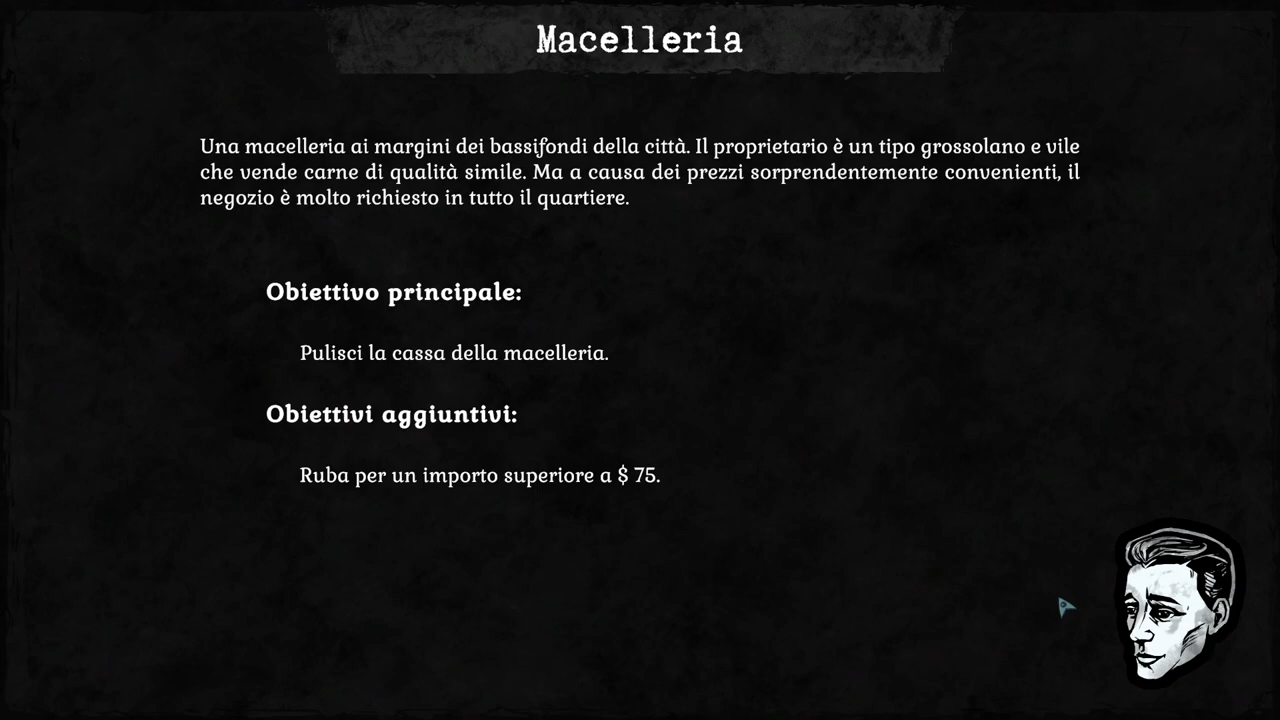 Macelleria
Una macelleria ai margini dei bassifondi della città. Il proprietario è un tipo grossolano e vile
che vende carne di qualità simile. Ma a causa dei prezzi sorprendentemente convenienti, il
negozio è molto richiesto in tutto il quartiere.
Obiettivo principale:
Pulisci la cassa della macelleria.
Obiettivi aggiuntivi:
Ruba per un importo superiore a $ 75.